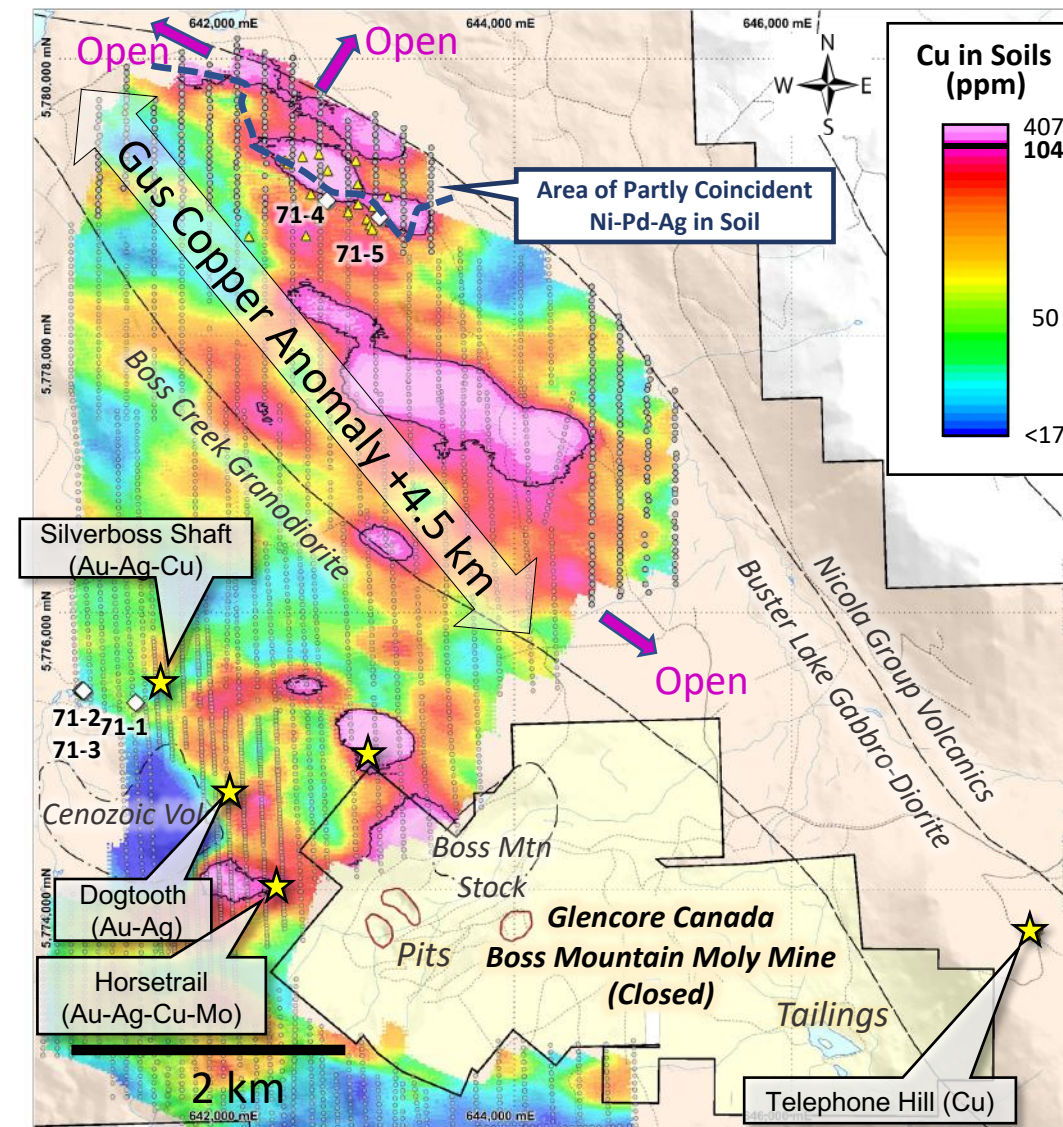 642,000 mE
644,000 mE
646,000 mE
Open
Open
N
W
E
S
Cu in Soils
(ppm)
407
104
50
<17
5,780,000 mN
Area of Partly Coincident
Ni-Pd-Ag in Soil
71-4
71-5
Gus Copper Anomaly +4.5 km
5,778,000 mN
Boss Creek Granodiorite
Silverboss Shaft
(Au-Ag-Cu)
Nicola Group Volcanics
Buster Lake Gabbro-Diorite
5,776,000 mN
Open
71-2
71-1
71-3
Cenozoic Vol
Boss Mtn
Stock
Dogtooth
(Au-Ag)
5,774,000 mN
Glencore Canada
Boss Mountain Moly Mine
(Closed)
Pits
Horsetrail
(Au-Ag-Cu-Mo)
Tailings
2 km
Telephone Hill (Cu)
642,000 mE
644,000 mE
646,000 mE